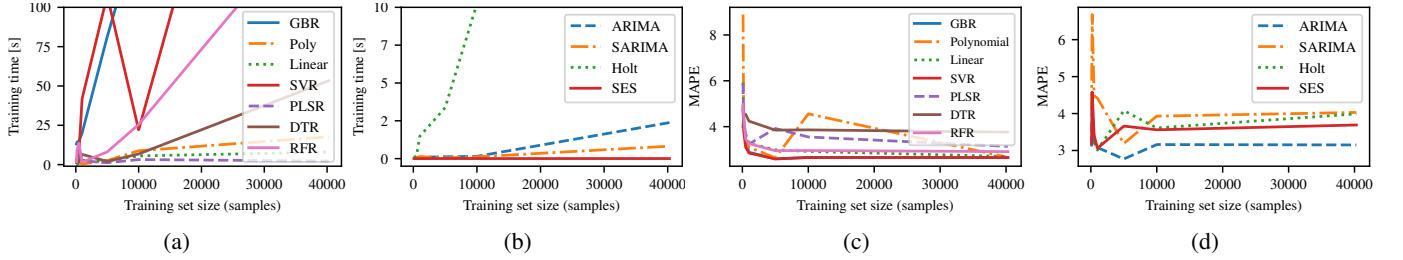 100
75
50
25
0
Training time [s]
0 10000 20000 30000 40000
Training set size (samples)
GBR
Poly
Linear
SVR
PLSR
DTR
RFR
(a)
10
7
5
2
0
Training time [s]
0 10000 20000 30000 40000
Training set size (samples)
ARIMA
SARIMA
Holt
SES
(b)
8
6
4
MAPE
0 10000 20000 30000 40000
Training set size (samples)
GBR
Polynomial
Linear
SVR
PLSR
DTR
RFR
(c)
6
5
4
3
MAPE
0 10000 20000 30000 40000
Training set size (samples)
ARIMA
SARIMA
Holt
SES
(d)